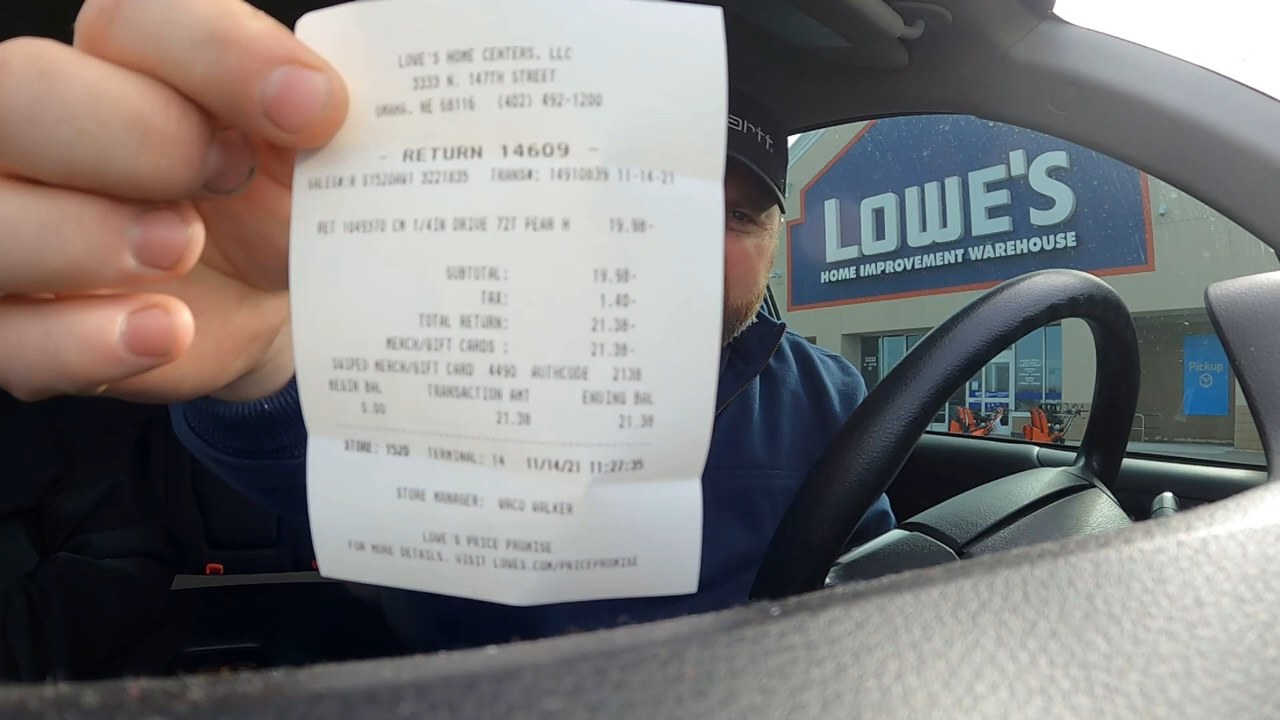 LOWE'S HOME CENTERS, LLC
3333 N. 147TH STREET
OMAHA, NE 68116 (402) 492-1200
- RETURN 14609 -
SALES#: TRANS#: 14910839 11-14-21
RET 1049370 CM 1/4IN DRIVE 72T PEAR H 19.98-
SUBTOTAL: 19.98-
TAX: 1.40-
TOTAL RETURN: 21.38-
MERCH/GIFT CARDS : 21.38-
SWIPED MERCH/GIFT CARD 4490 AUTHCODE 2138
BEGIN BAL TRANSACTION AMT ENDING BAL
0.00 21.38 21.38
STORE: 1520 TERMINAL: 14 11/14/21 11:27:35
STORE MANAGER: WACO WALKER
LOWE'S PRICE PROMISE
FOR MORE DETAILS, VISIT LOWES.COM/PRICEPROMISE
artt.
LOWE'S
HOME IMPROVEMENT WAREHOUSE
3333
Pickup